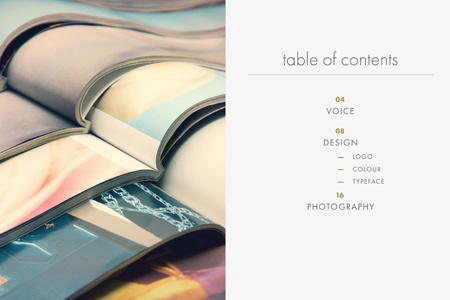 table of contents
04
VOICE
08
DESIGN
— LOGO
— COLOUR
— TYPEFACE
16
PHOTOGRAPHY